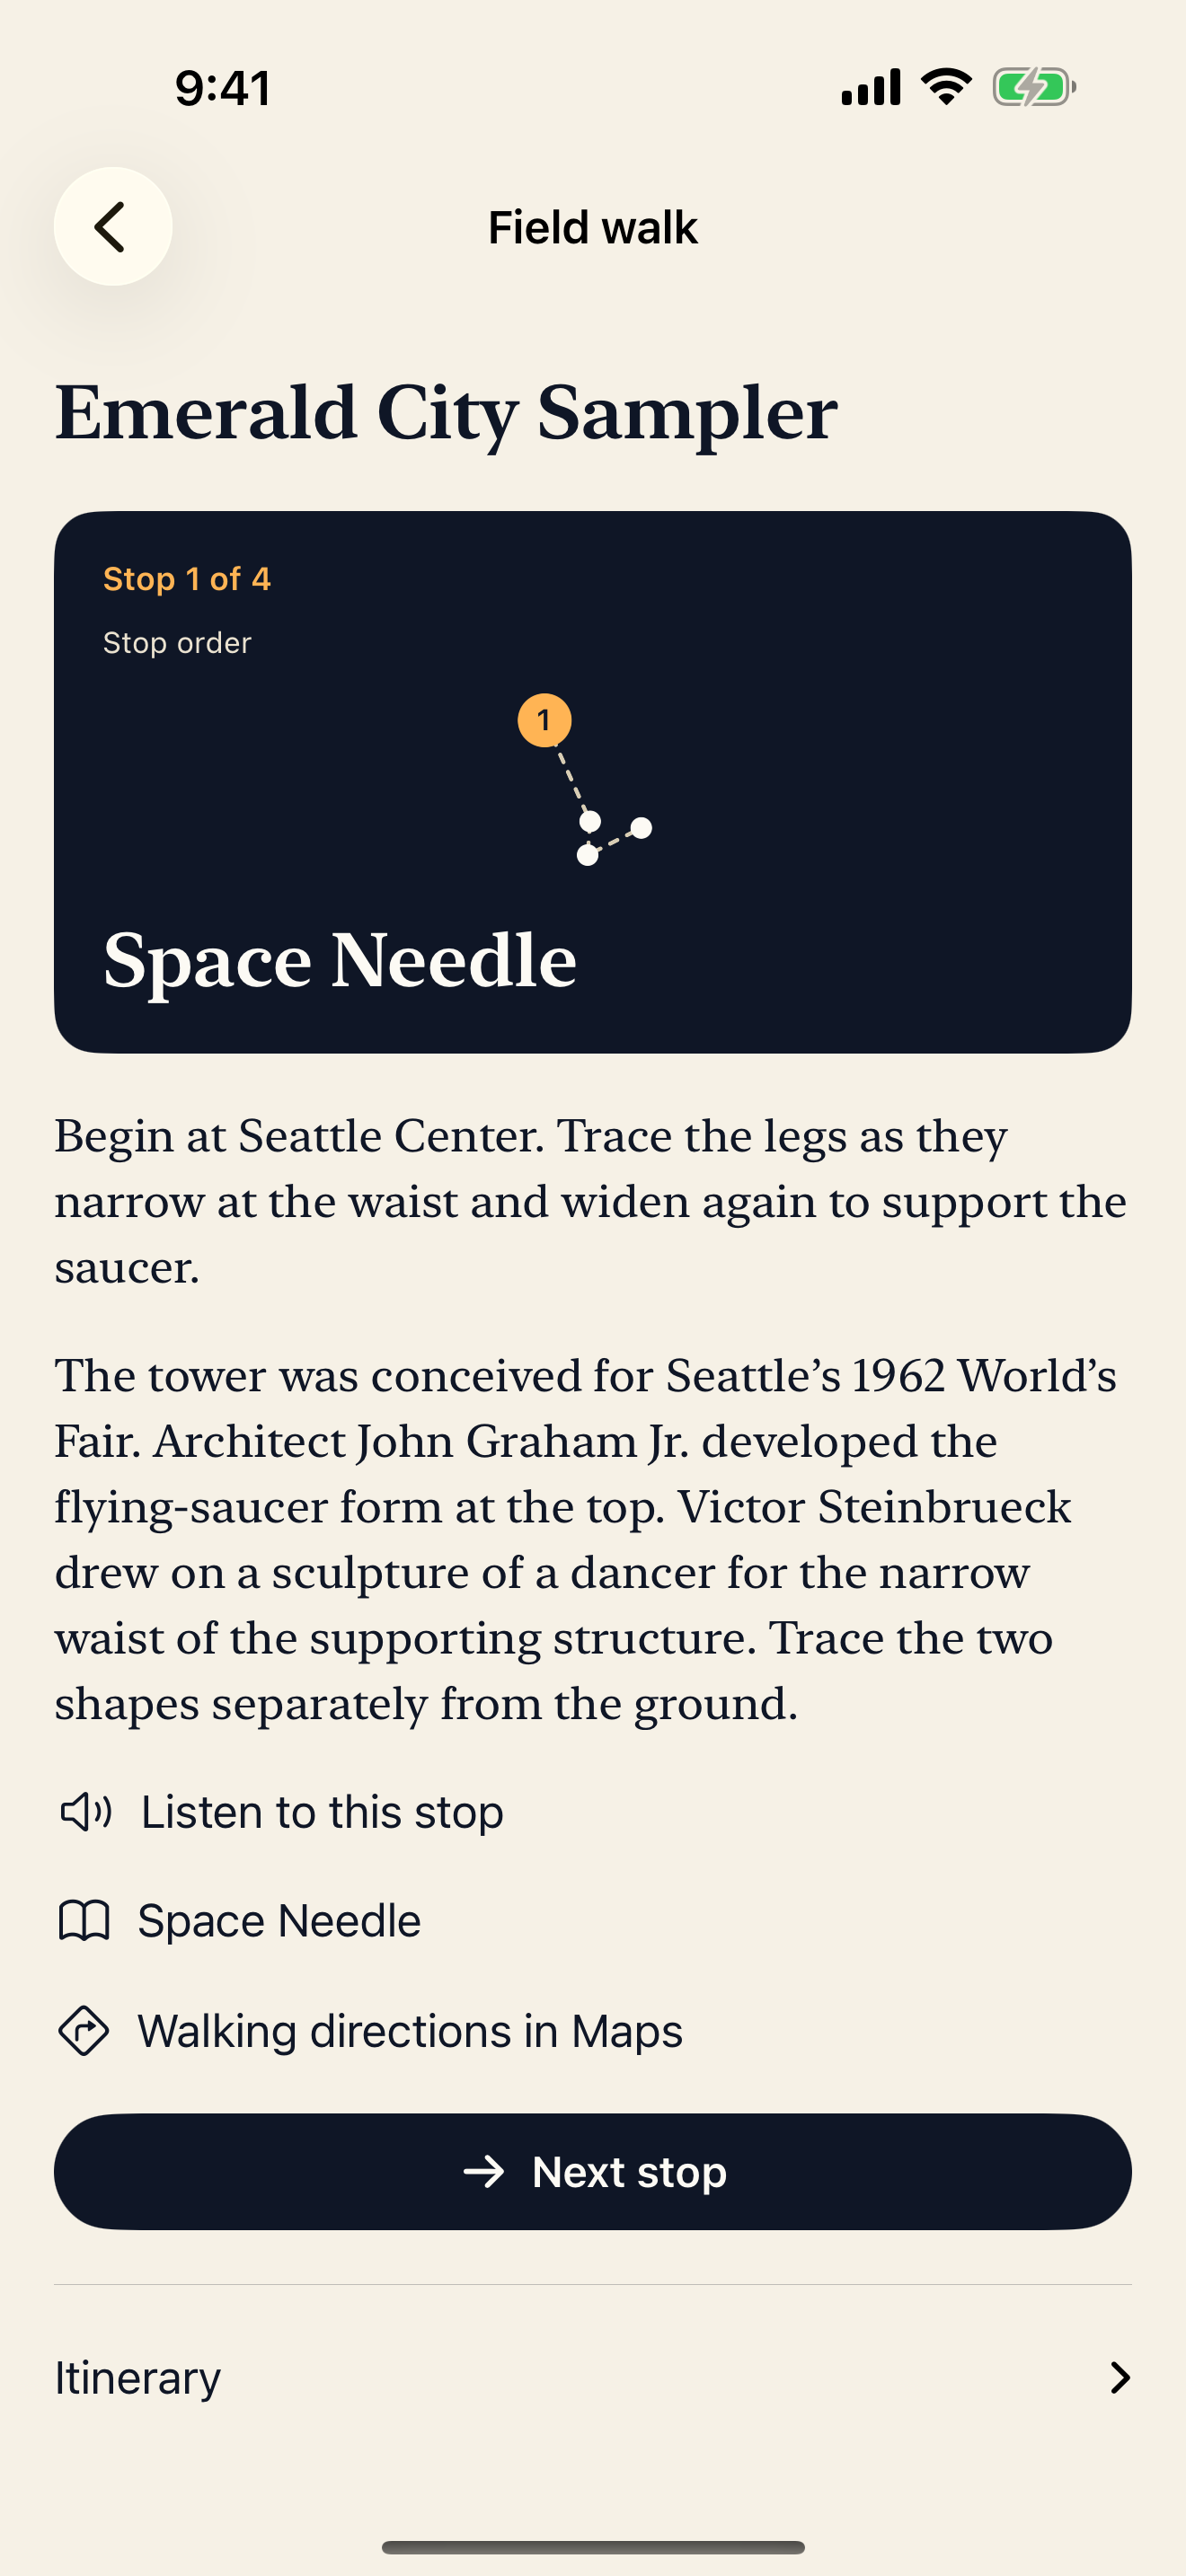 9:41
Field walk
Emerald City Sampler
Stop 1 of 4
Stop order
1
Space Needle
Begin at Seattle Center. Trace the legs as they
narrow at the waist and widen again to support the
saucer.
The tower was conceived for Seattle’s 1962 World’s
Fair. Architect John Graham Jr. developed the
flying-saucer form at the top. Victor Steinbrueck
drew on a sculpture of a dancer for the narrow
waist of the supporting structure. Trace the two
shapes separately from the ground.
Listen to this stop
Space Needle
Walking directions in Maps
Next stop
Itinerary